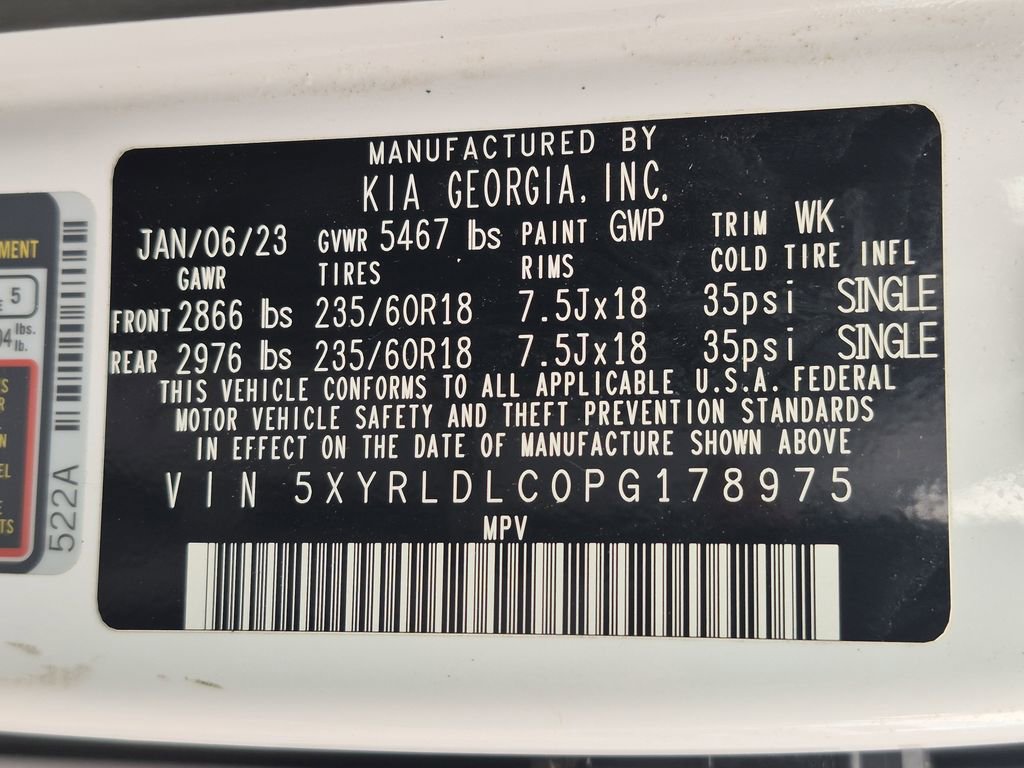 MANUFACTURED BY
KIA GEORGIA, INC.
JAN/06/23 GVWR 5467 lbs PAINT GWP TRIM WK
GAWR TIRES RIMS COLD TIRE INFL
FRONT 2866 lbs 235/60R18 7.5Jx18 35psi SINGLE
REAR 2976 lbs 235/60R18 7.5Jx18 35psi SINGLE
THIS VEHICLE CONFORMS TO ALL APPLICABLE U.S.A. FEDERAL
MOTOR VEHICLE SAFETY AND THEFT PREVENTION STANDARDS
IN EFFECT ON THE DATE OF MANUFACTURE SHOWN ABOVE
VIN 5XYRLDLC0PG178975
MPV
5
lbs.
lb.
522A